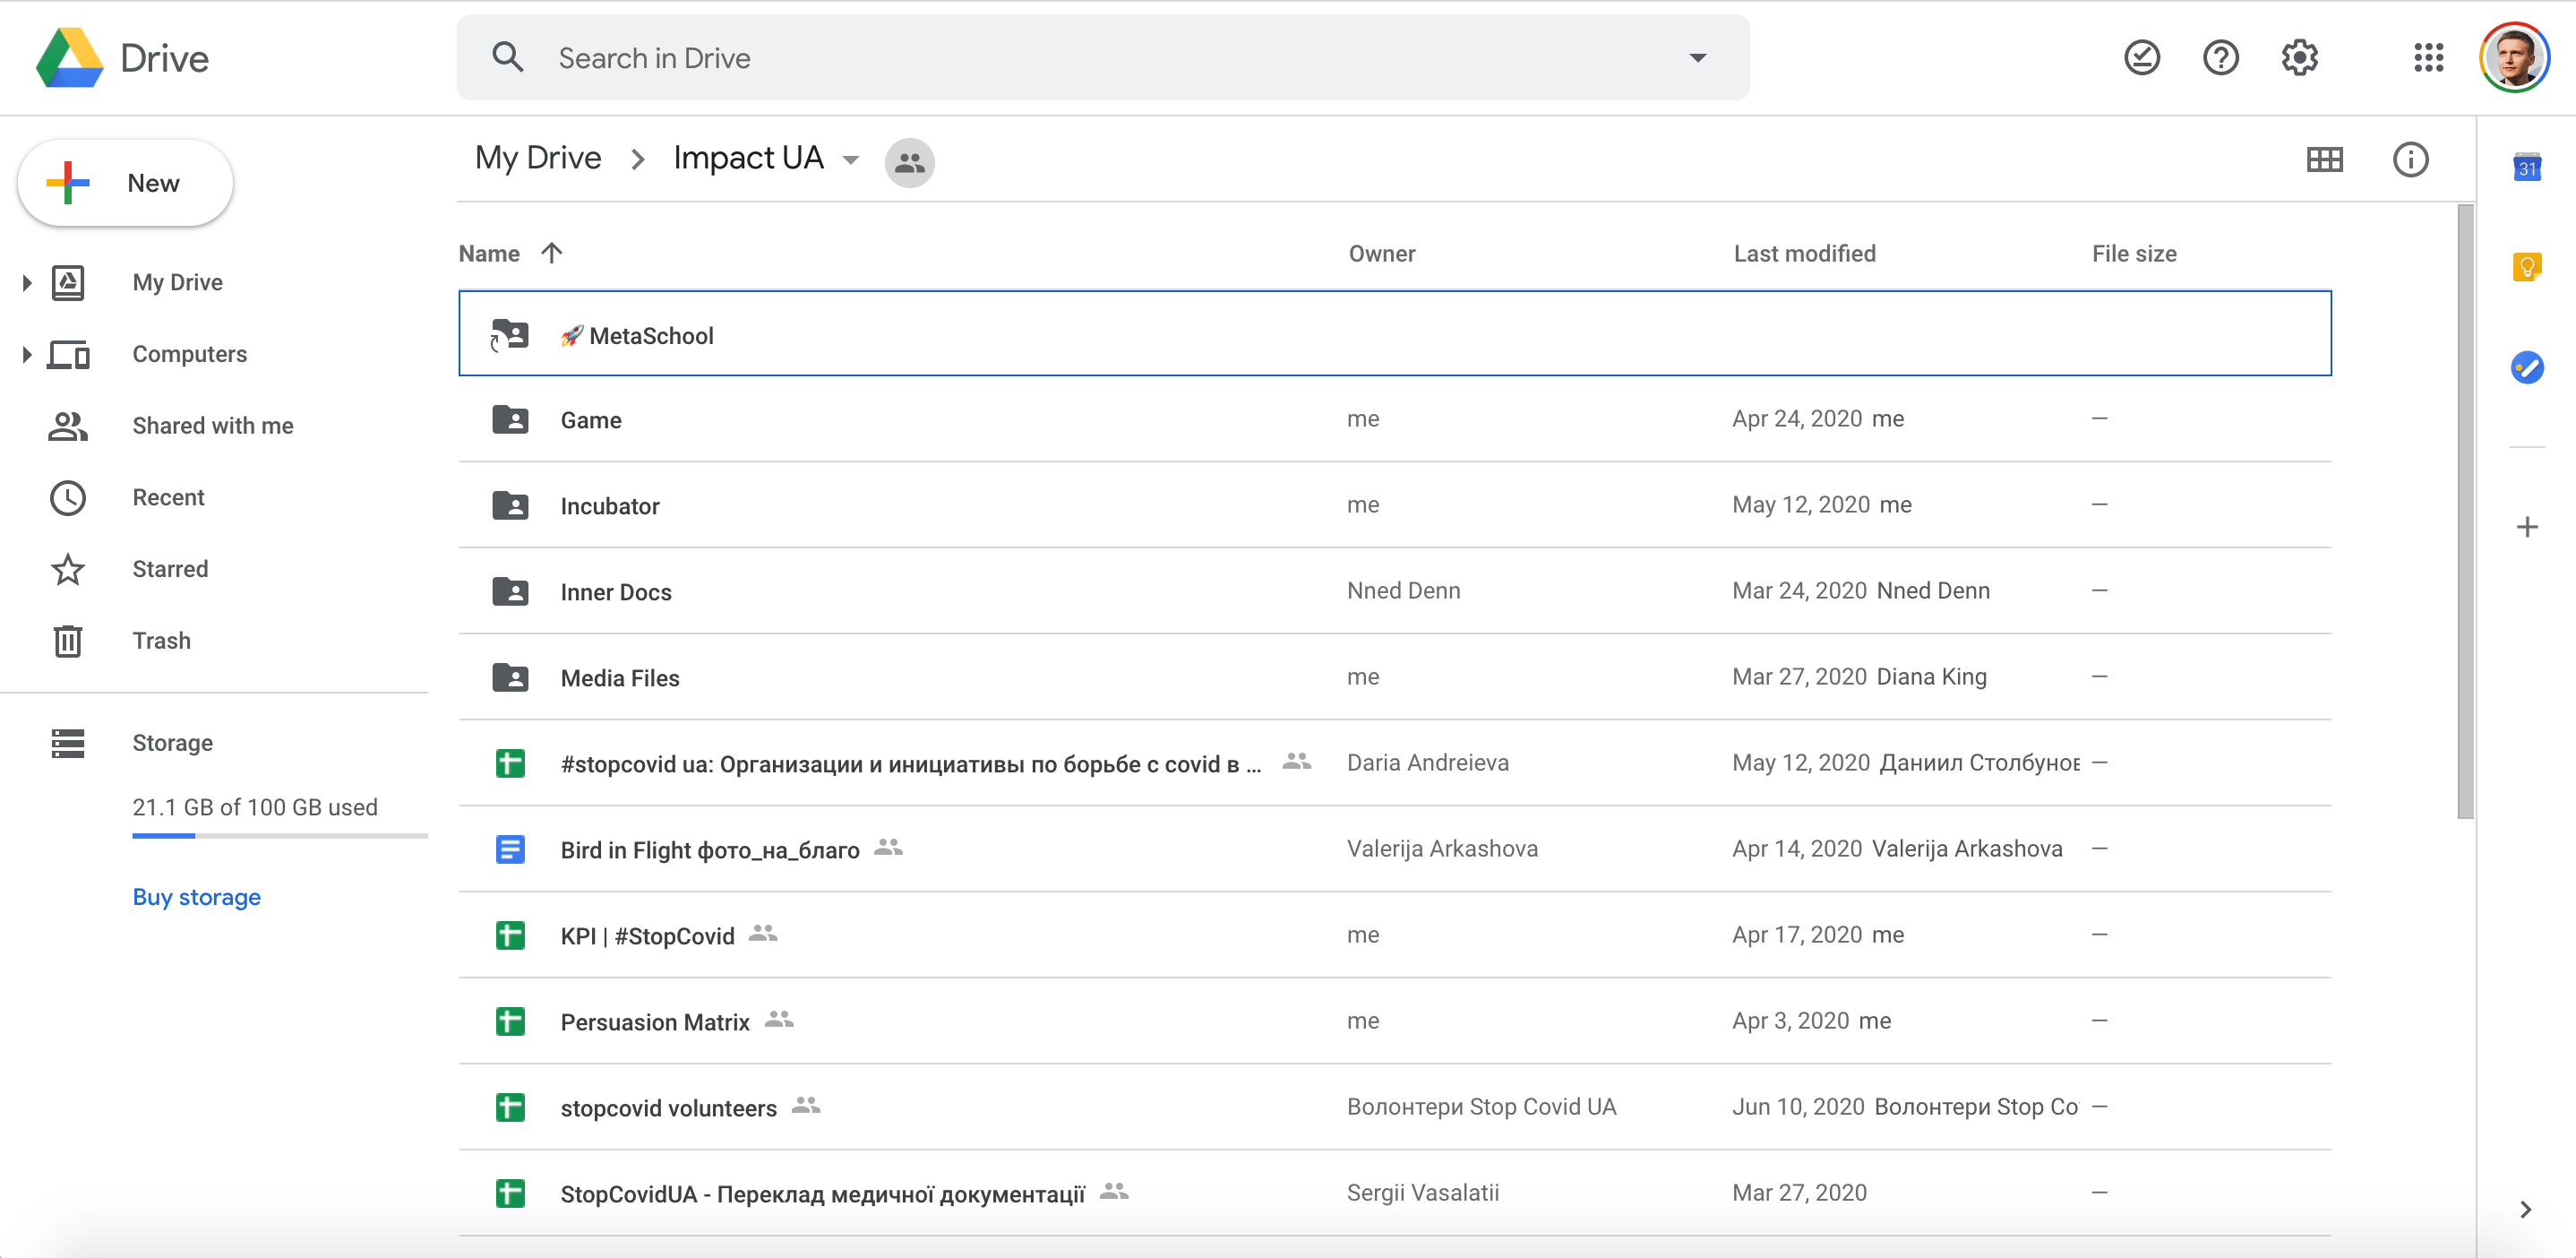 Drive
Search in Drive
New
My Drive
Computers
Shared with me
Recent
Starred
Trash
Storage
21.1 GB of 100 GB used
Buy storage
My Drive > Impact UA
Name Owner Last modified File size
🚀 MetaSchool
Game me Apr 24, 2020 me —
Incubator me May 12, 2020 me —
Inner Docs Nned Denn Mar 24, 2020 Nned Denn —
Media Files me Mar 27, 2020 Diana King —
#stopcovid ua: Организации и инициативы по борьбе с covid в ... Daria Andreieva May 12, 2020 Даниил Столбунов —
Bird in Flight фото_на_благо Valerija Arkashova Apr 14, 2020 Valerija Arkashova —
KPI | #StopCovid me Apr 17, 2020 me —
Persuasion Matrix me Apr 3, 2020 me —
stopcovid volunteers Волонтери Stop Covid UA Jun 10, 2020 Волонтери Stop Co —
StopCovidUA - Переклад медичної документації Sergii Vasalatii Mar 27, 2020 —
31